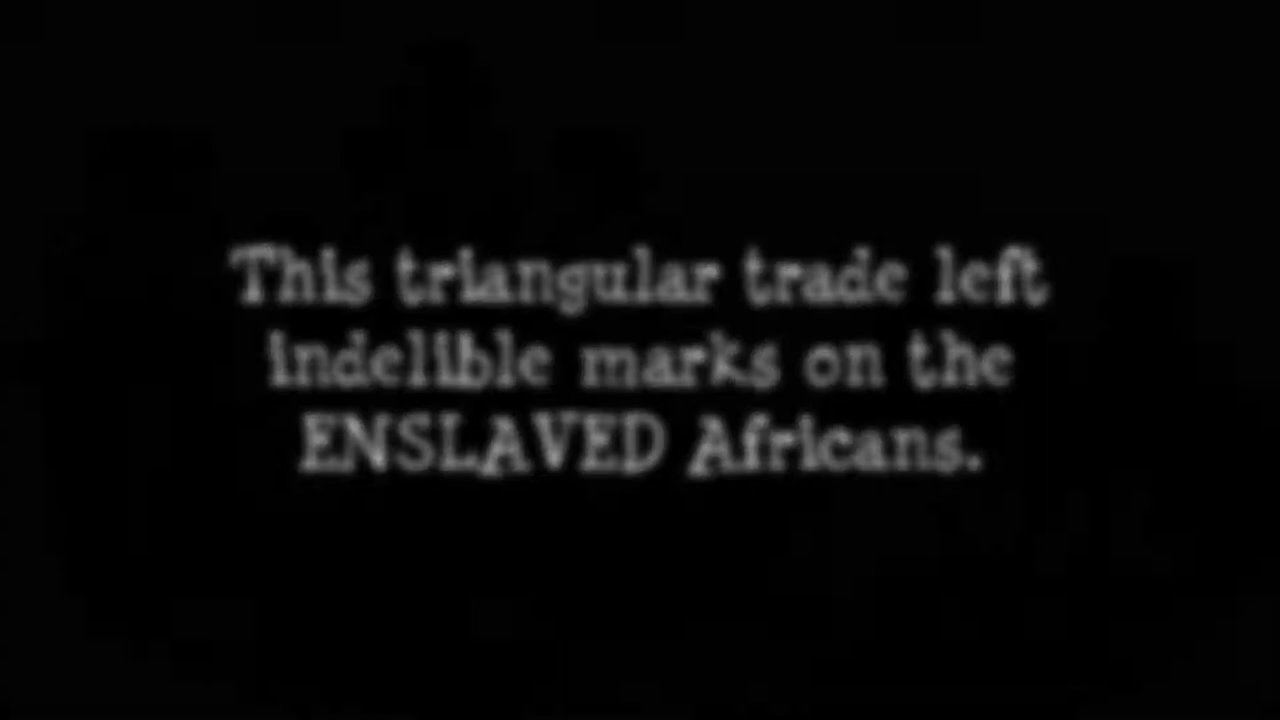 This triangular trade left
indelible marks on the
ENSLAVED Africans.